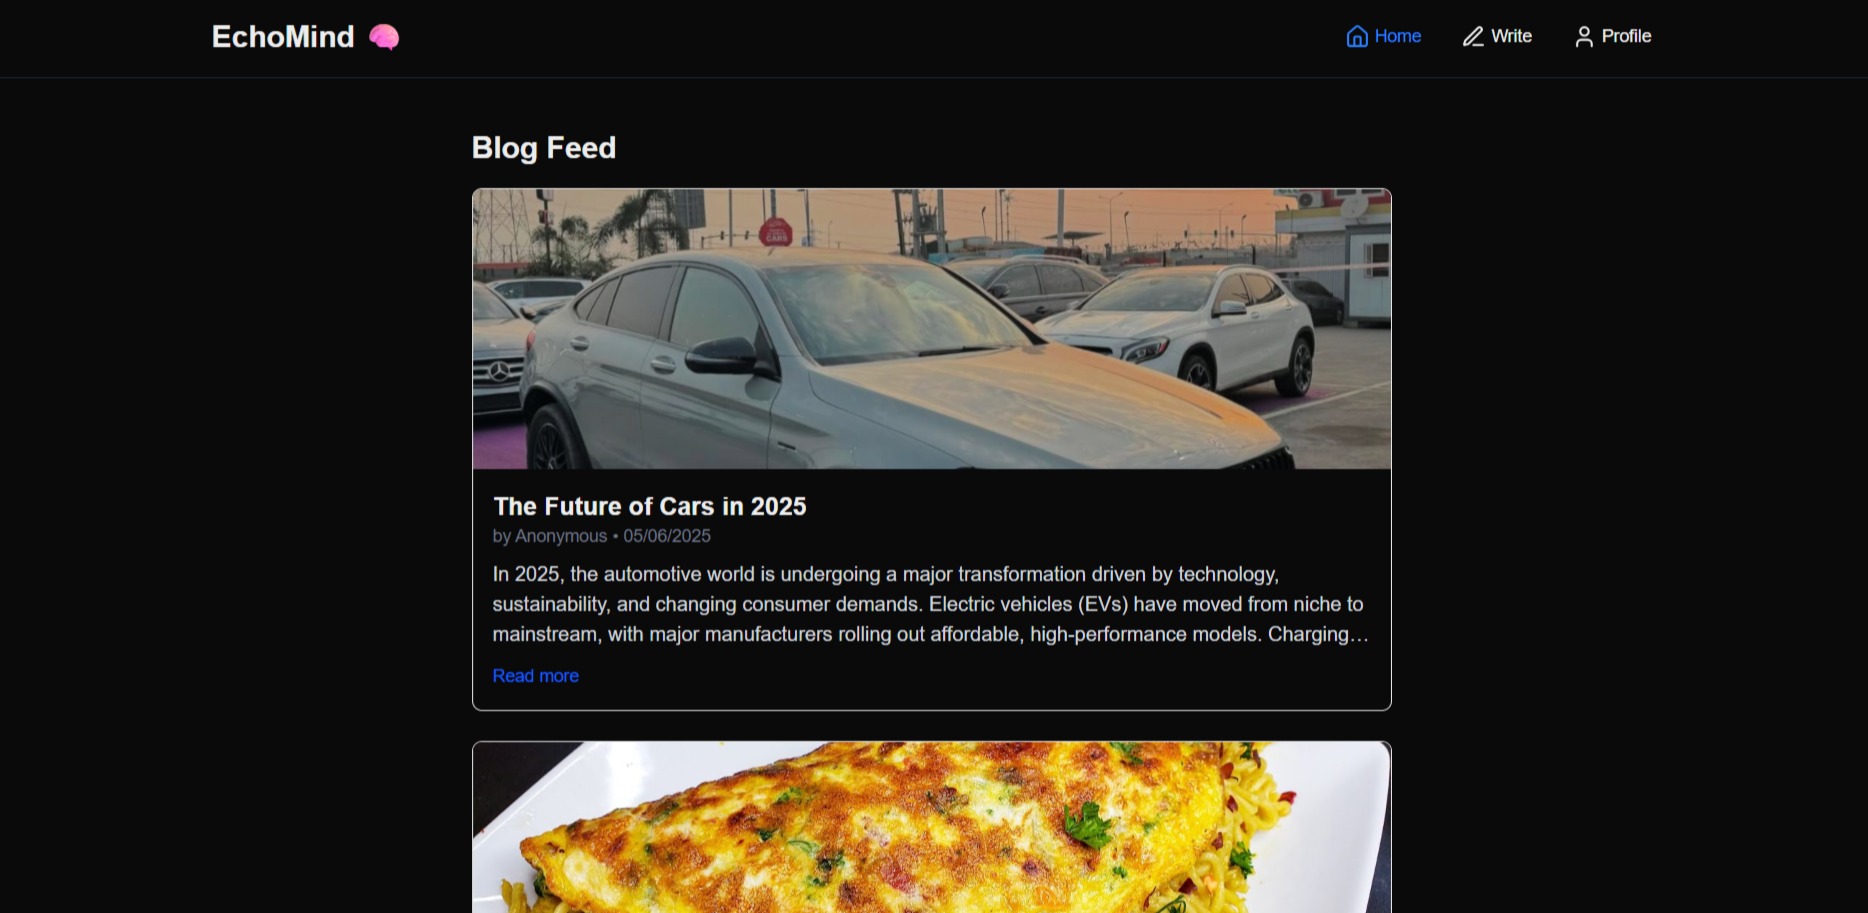 EchoMind
Home
Write
Profile
Blog Feed
CARS
The Future of Cars in 2025
by Anonymous • 05/06/2025
In 2025, the automotive world is undergoing a major transformation driven by technology,
sustainability, and changing consumer demands. Electric vehicles (EVs) have moved from niche to
mainstream, with major manufacturers rolling out affordable, high-performance models. Charging…
Read more